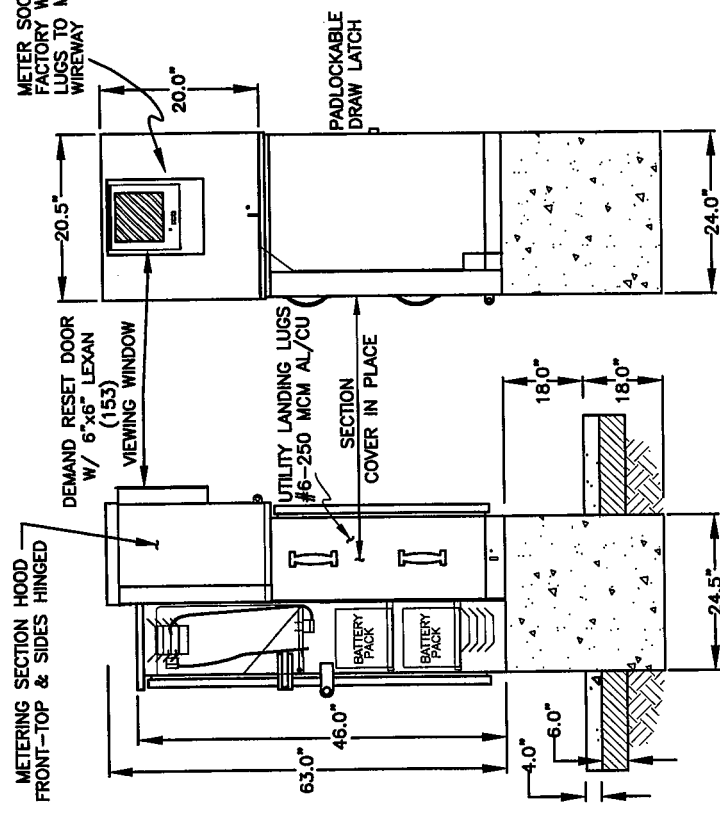 METERING SECTION HOOD
FRONT-TOP & SIDES HINGED
DEMAND RESET DOOR
W/ 6"x6" LEXAN
(153)
VIEWING WINDOW
METER
FACTORY
LUGS TO
WIREWAY
20.5"
20.0"
UTILITY LANDING LUGS
#6-250 MCM AL/CU
SECTION
COVER IN PLACE
PADLOCKABLE
DRAW LATCH
BATTERY
PACK
BATTERY
PACK
63.0"
46.0"
4.0"
6.0"
18.0"
18.0"
24.5"
24.0"